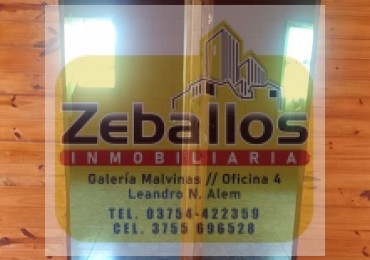 Zeballos
INMOBILIARIA
Galería Malvinas // Oficina 4
Leandro N. Alem
TEL. 03754-422359
CEL. 3755 696528